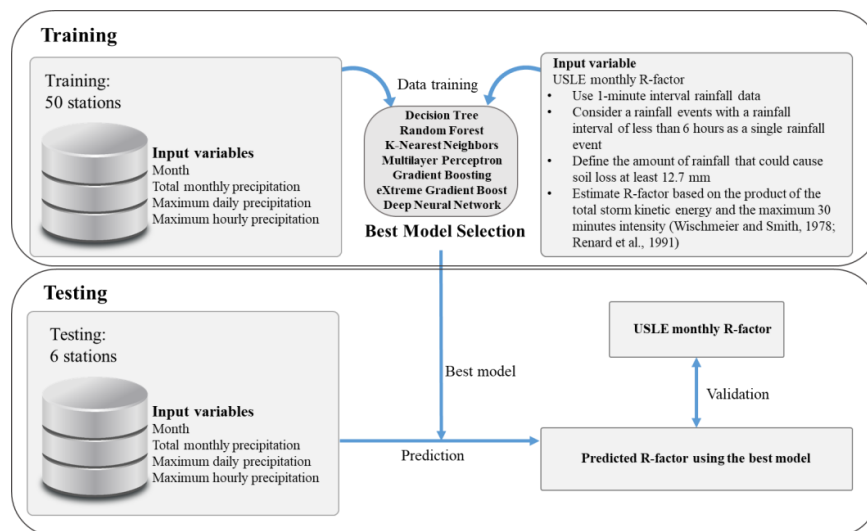 Training
Training:
50 stations
Input variables
Month
Total monthly precipitation
Maximum daily precipitation
Maximum hourly precipitation
Data training
Decision Tree
Random Forest
K-Nearest Neighbors
Multilayer Perceptron
Gradient Boosting
eXtreme Gradient Boost
Deep Neural Network
Best Model Selection
Input variable
USLE monthly R-factor
• Use 1-minute interval rainfall data
• Consider a rainfall events with a rainfall
interval of less than 6 hours as a single rainfall
event
• Define the amount of rainfall that could cause
soil loss at least 12.7 mm
• Estimate R-factor based on the product of the
total storm kinetic energy and the maximum 30
minutes intensity (Wischmeier and Smith, 1978;
Renard et al., 1991)
Testing
Testing:
6 stations
Input variables
Month
Total monthly precipitation
Maximum daily precipitation
Maximum hourly precipitation
Best model
Prediction
USLE monthly R-factor
Validation
Predicted R-factor using the best model